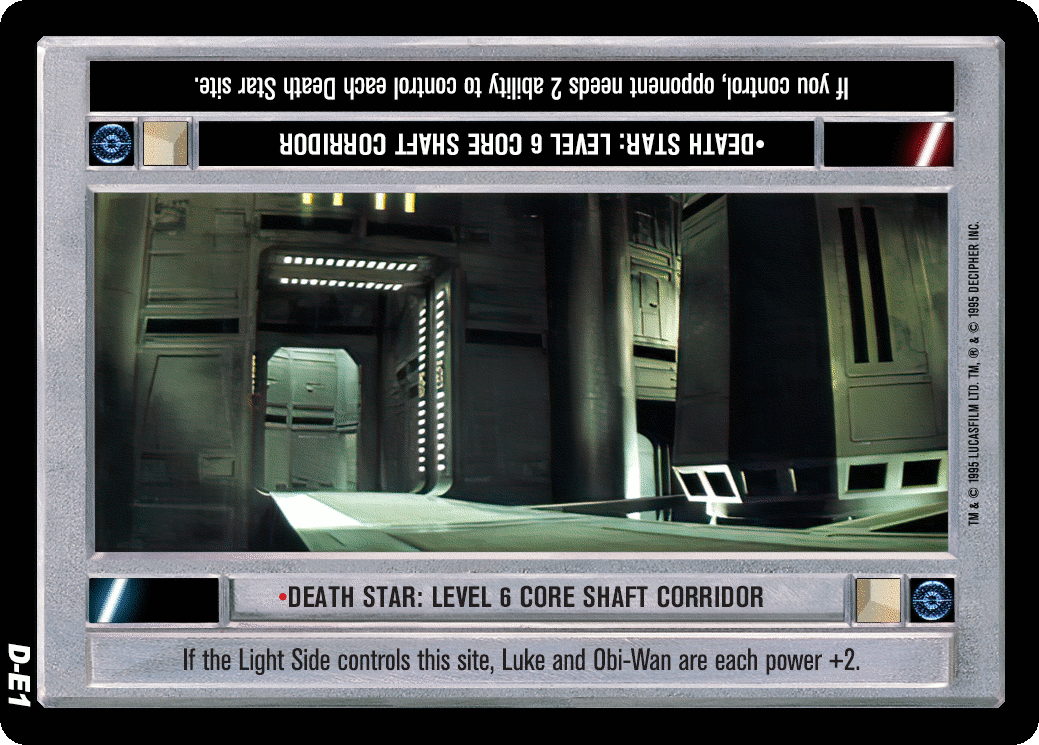 If you control, opponent needs 2 ability to control each Death Star site.
•DEATH STAR: LEVEL 6 CORE SHAFT CORRIDOR
TM & © 1995 LUCASFILM LTD. TM, ® & © 1995 DECIPHER INC.
•DEATH STAR: LEVEL 6 CORE SHAFT CORRIDOR
If the Light Side controls this site, Luke and Obi-Wan are each power +2.
D-E1